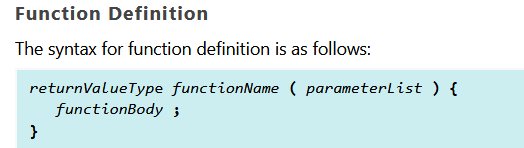 Function Definition
The syntax for function definition is as follows:
returnValueType functionName ( parameterList ) {
functionBody ;
}